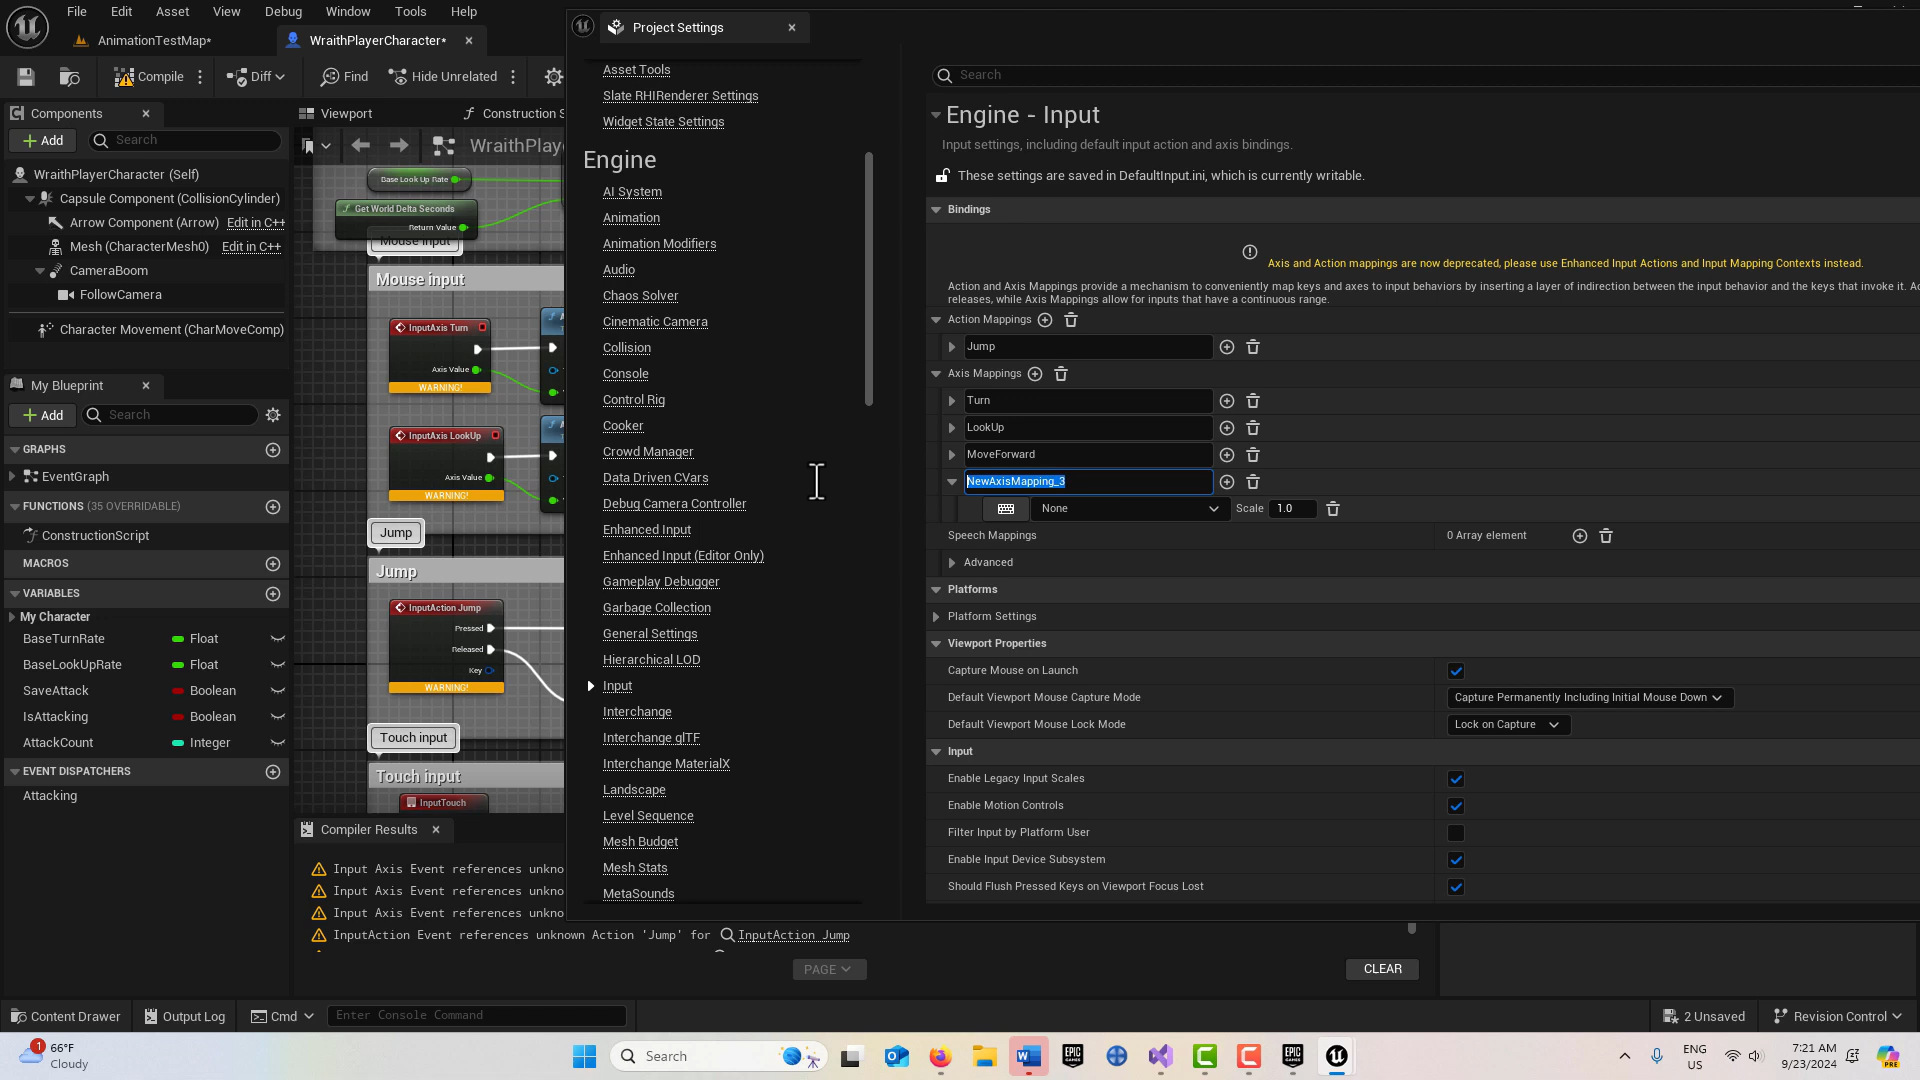 File Edit Asset View Debug Window Tools Help
AnimationTestMap*
WraithPlayerCharacter*
Project Settings
Compile
Diff
Find
Hide Unrelated
Components
Add
Search
WraithPlayerCharacter (Self)
Capsule Component (CollisionCylinder)
Arrow Component (Arrow) Edit in C++
Mesh (CharacterMesh0) Edit in C++
CameraBoom
FollowCamera
Character Movement (CharMoveComp)
My Blueprint
Add
Search
GRAPHS
EventGraph
FUNCTIONS (35 OVERRIDABLE)
ConstructionScript
MACROS
VARIABLES
My Character
BaseTurnRate Float
BaseLookUpRate Float
SaveAttack Boolean
IsAttacking Boolean
AttackCount Integer
EVENT DISPATCHERS
Attacking
Viewport
Construction S
WraithPlay
Base Look Up Rate
Get World Delta Seconds
Return Value
Mouse input
Mouse input
InputAxis Turn
Axis Value
WARNING!
InputAxis LookUp
Axis Value
WARNING!
Jump
Jump
InputAction Jump
Pressed
Released
Key
WARNING!
Touch input
Touch input
InputTouch
Compiler Results
Input Axis Event references unkno
Input Axis Event references unkno
Input Axis Event references unkno
InputAction Event references unknown Action 'Jump' for InputAction Jump
PAGE
CLEAR
Asset Tools
Slate RHIRenderer Settings
Widget State Settings
Engine
AI System
Animation
Animation Modifiers
Audio
Chaos Solver
Cinematic Camera
Collision
Console
Control Rig
Cooker
Crowd Manager
Data Driven CVars
Debug Camera Controller
Enhanced Input
Enhanced Input (Editor Only)
Gameplay Debugger
Garbage Collection
General Settings
Hierarchical LOD
Input
Interchange
Interchange glTF
Interchange MaterialX
Landscape
Level Sequence
Mesh Budget
Mesh Stats
MetaSounds
Search
Engine - Input
Input settings, including default input action and axis bindings.
These settings are saved in DefaultInput.ini, which is currently writable.
Bindings
Axis and Action mappings are now deprecated, please use Enhanced Input Actions and Input Mapping Contexts instead.
Action and Axis Mappings provide a mechanism to conveniently map keys and axes to input behaviors by inserting a layer of indirection between the input behavior and the keys that invoke it. Ac
releases, while Axis Mappings allow for inputs that have a continuous range.
Action Mappings
Jump
Axis Mappings
Turn
LookUp
MoveForward
NewAxisMapping_3
None Scale 1.0
Speech Mappings 0 Array element
Advanced
Platforms
Platform Settings
Viewport Properties
Capture Mouse on Launch
Default Viewport Mouse Capture Mode Capture Permanently Including Initial Mouse Down
Default Viewport Mouse Lock Mode Lock on Capture
Input
Enable Legacy Input Scales
Enable Motion Controls
Filter Input by Platform User
Enable Input Device Subsystem
Should Flush Pressed Keys on Viewport Focus Lost
Content Drawer
Output Log
Cmd
Enter Console Command
2 Unsaved
Revision Control
1
66°F
Cloudy
Search
EPIC GAMES
EPIC GAMES
ENG
US
7:21 AM
9/23/2024
PRE